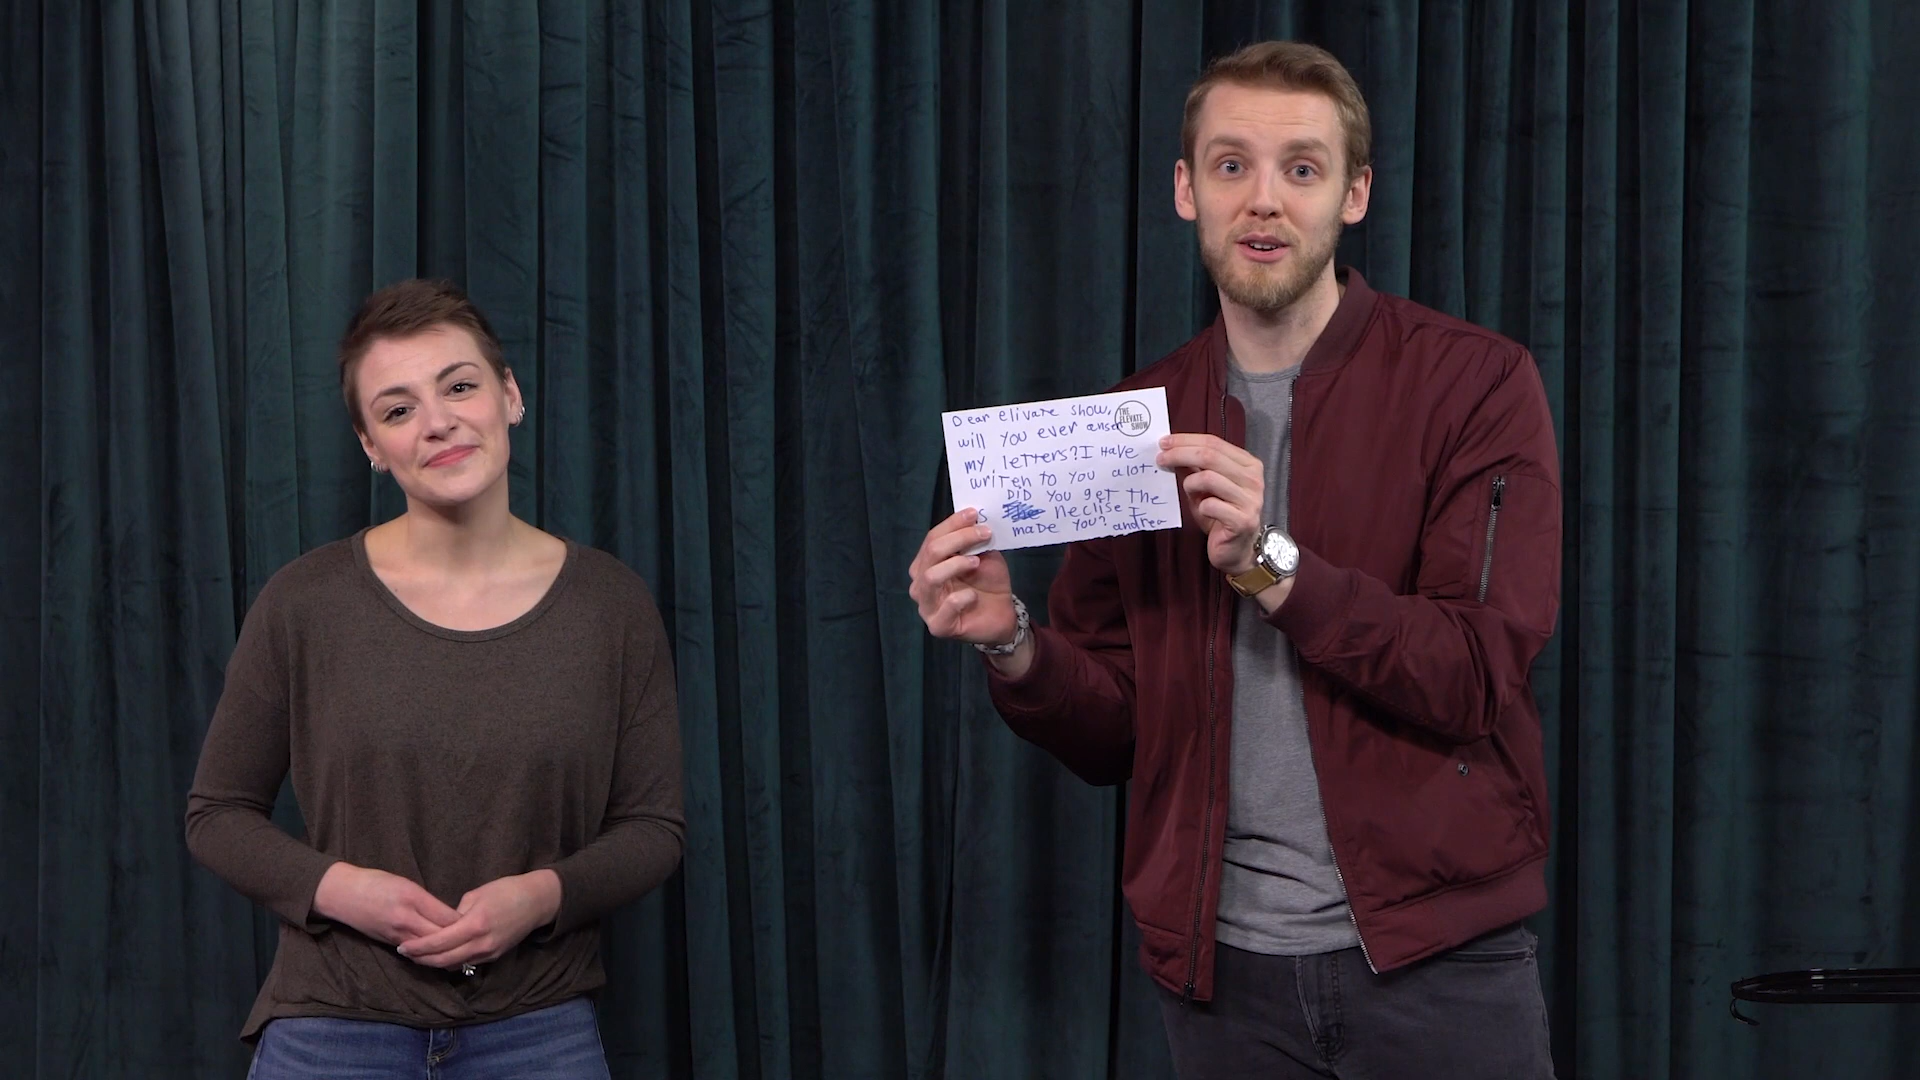 Dear elivate show,
THE
ELEVATE
SHOW
will you ever anser
my letters? I Have
writen to you alot.
DiD you get the
neclise I
made you? andrea